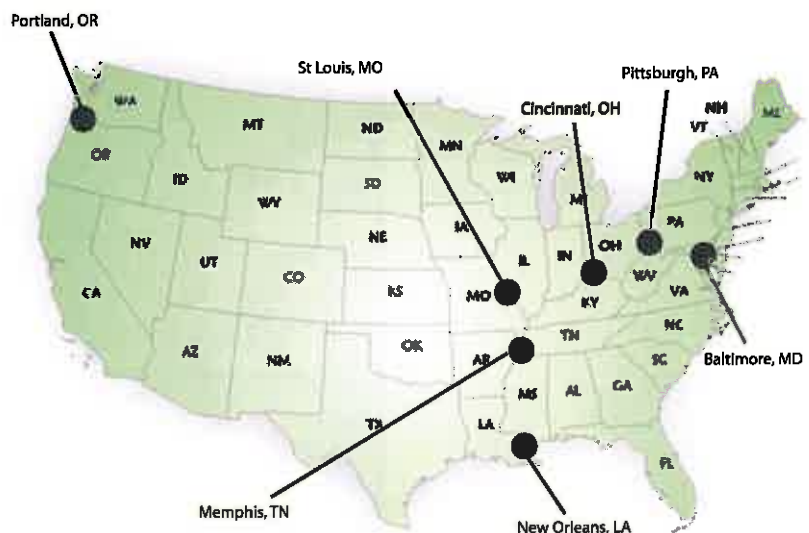 Portland, OR
St Louis, MO
Pittsburgh, PA
Cincinnati, OH
NH
VT
WA
MT
ND
MN
OR
ID
SD
WI
MI
NY
WY
IA
PA
NV
NE
IL
IN
OH
UT
CO
WV
CA
KS
MO
KY
VA
NC
TN
AZ
NM
OK
AR
SC
Baltimore, MD
MS
AL
GA
TX
LA
FL
Memphis, TN
New Orleans, LA